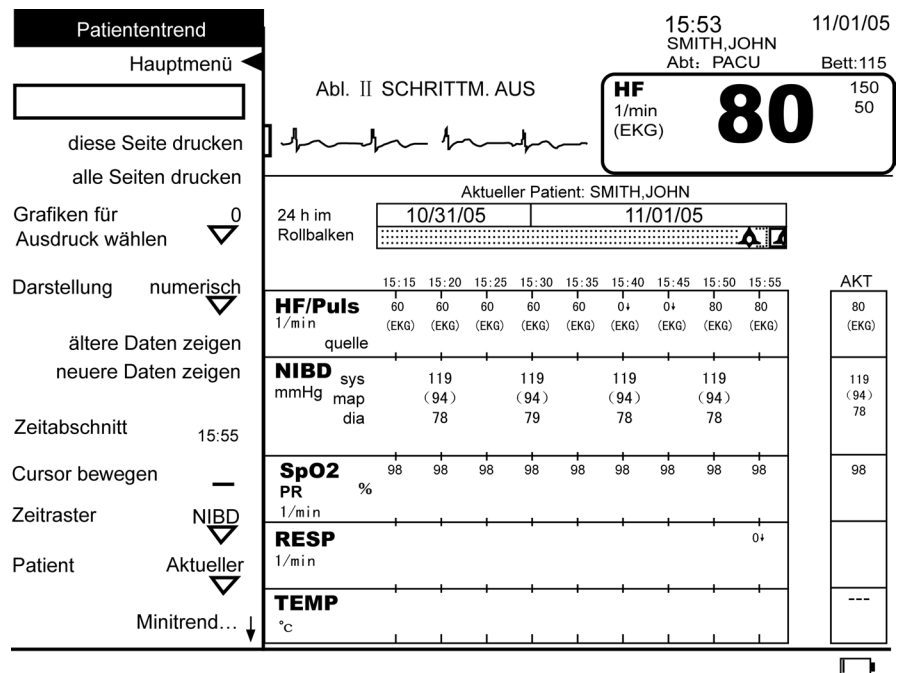 Patiententrend
Hauptmenü
diese Seite drucken
alle Seiten drucken
Grafiken für 0
Ausdruck wählen
Darstellung numerisch
ältere Daten zeigen
neuere Daten zeigen
Zeitabschnitt 15:55
Cursor bewegen
Zeitraster NIBD
Patient Aktueller
Minitrend...
15:53 11/01/05
SMITH,JOHN
Abt: PACU Bett:115
Abl. II SCHRITTM. AUS
HF 80 150
1/min 50
(EKG)
Aktueller Patient: SMITH,JOHN
24 h im 10/31/05 11/01/05
Rollbalken
15:15 15:20 15:25 15:30 15:35 15:40 15:45 15:50 15:55 AKT
HF/Puls 60 60 60 60 60 0↓ 0↓ 80 80 80
1/min (EKG) (EKG) (EKG) (EKG) (EKG) (EKG) (EKG) (EKG) (EKG) (EKG)
quelle
NIBD sys 119 119 119 119 119
mmHg map (94) (94) (94) (94) (94)
dia 78 79 78 78 78
SpO2 98 98 98 98 98 98 98 98 98 98
PR %
1/min
RESP 0↓
1/min
TEMP ---
°C